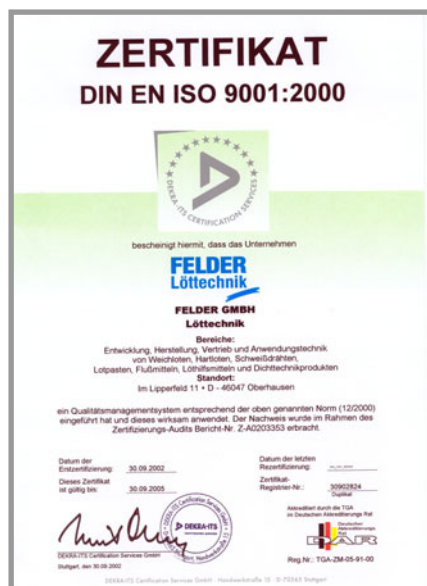 ZERTIFIKAT
DIN EN ISO 9001:2000
DEKRA-ITS CERTIFICATION SERVICES
bescheinigt hiermit, dass das Unternehmen
FELDER
Löttechnik
FELDER GMBH
Löttechnik
Bereiche:
Entwicklung, Herstellung, Vertrieb und Anwendungstechnik
von Weichloten, Hartloten, Schweißdrähten,
Lotpasten, Flußmitteln, Löthilfsmitteln und Dichttechnikprodukten
Standort:
Im Lipperfeld 11 • D - 46047 Oberhausen
ein Qualitätsmanagementsystem entsprechend der oben genannten Norm (12/2000)
eingeführt hat und dieses wirksam anwendet. Der Nachweis wurde im Rahmen des
Zertifizierungs-Audits Bericht-Nr. Z-A0203353 erbracht.
Datum der
Erstzertifizierung: 30.09.2002
Datum der letzten
Rezertifizierung: --.--.----
Dieses Zertifikat
ist gültig bis: 30.09.2005
Zertifikat-
Registrier-Nr.: 30902824
Duplikat
DEKRA-ITS
Akkreditiert durch die TGA
im Deutschen Akkreditierungs Rat
Deutscher
Akkreditierungs
Rat
DAR
DEKRA-ITS Certification Services GmbH
Stuttgart, den 30.09.2002
Reg.Nr.: TGA-ZM-05-91-00
DEKRA-ITS Certification Services GmbH · Handwerkstraße 15 · D-70565 Stuttgart